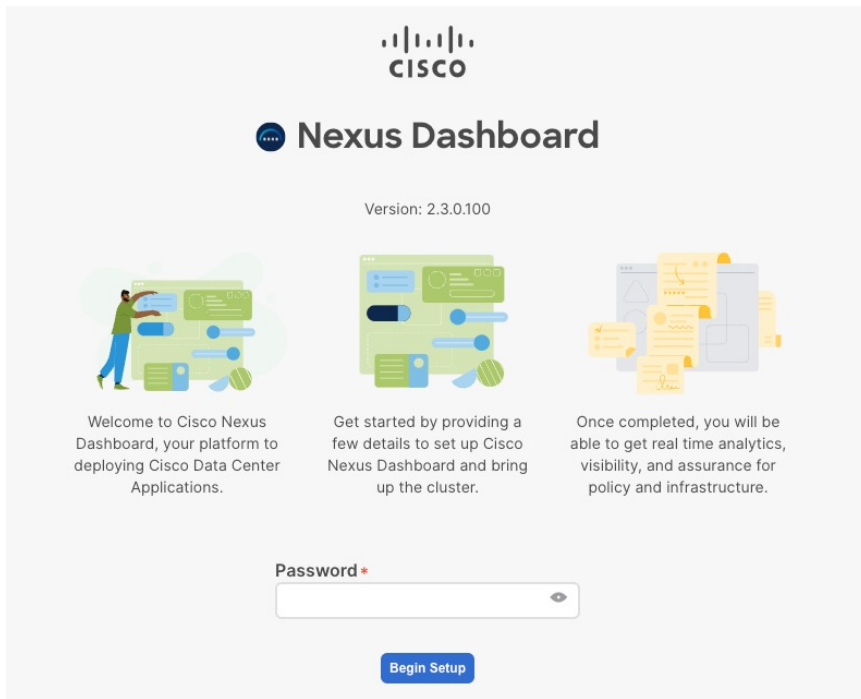 CISCO
Nexus Dashboard
Version: 2.3.0.100
Welcome to Cisco Nexus
Dashboard, your platform to
deploying Cisco Data Center
Applications.
Get started by providing a
few details to set up Cisco
Nexus Dashboard and bring
up the cluster.
Once completed, you will be
able to get real time analytics,
visibility, and assurance for
policy and infrastructure.
Password *
Begin Setup